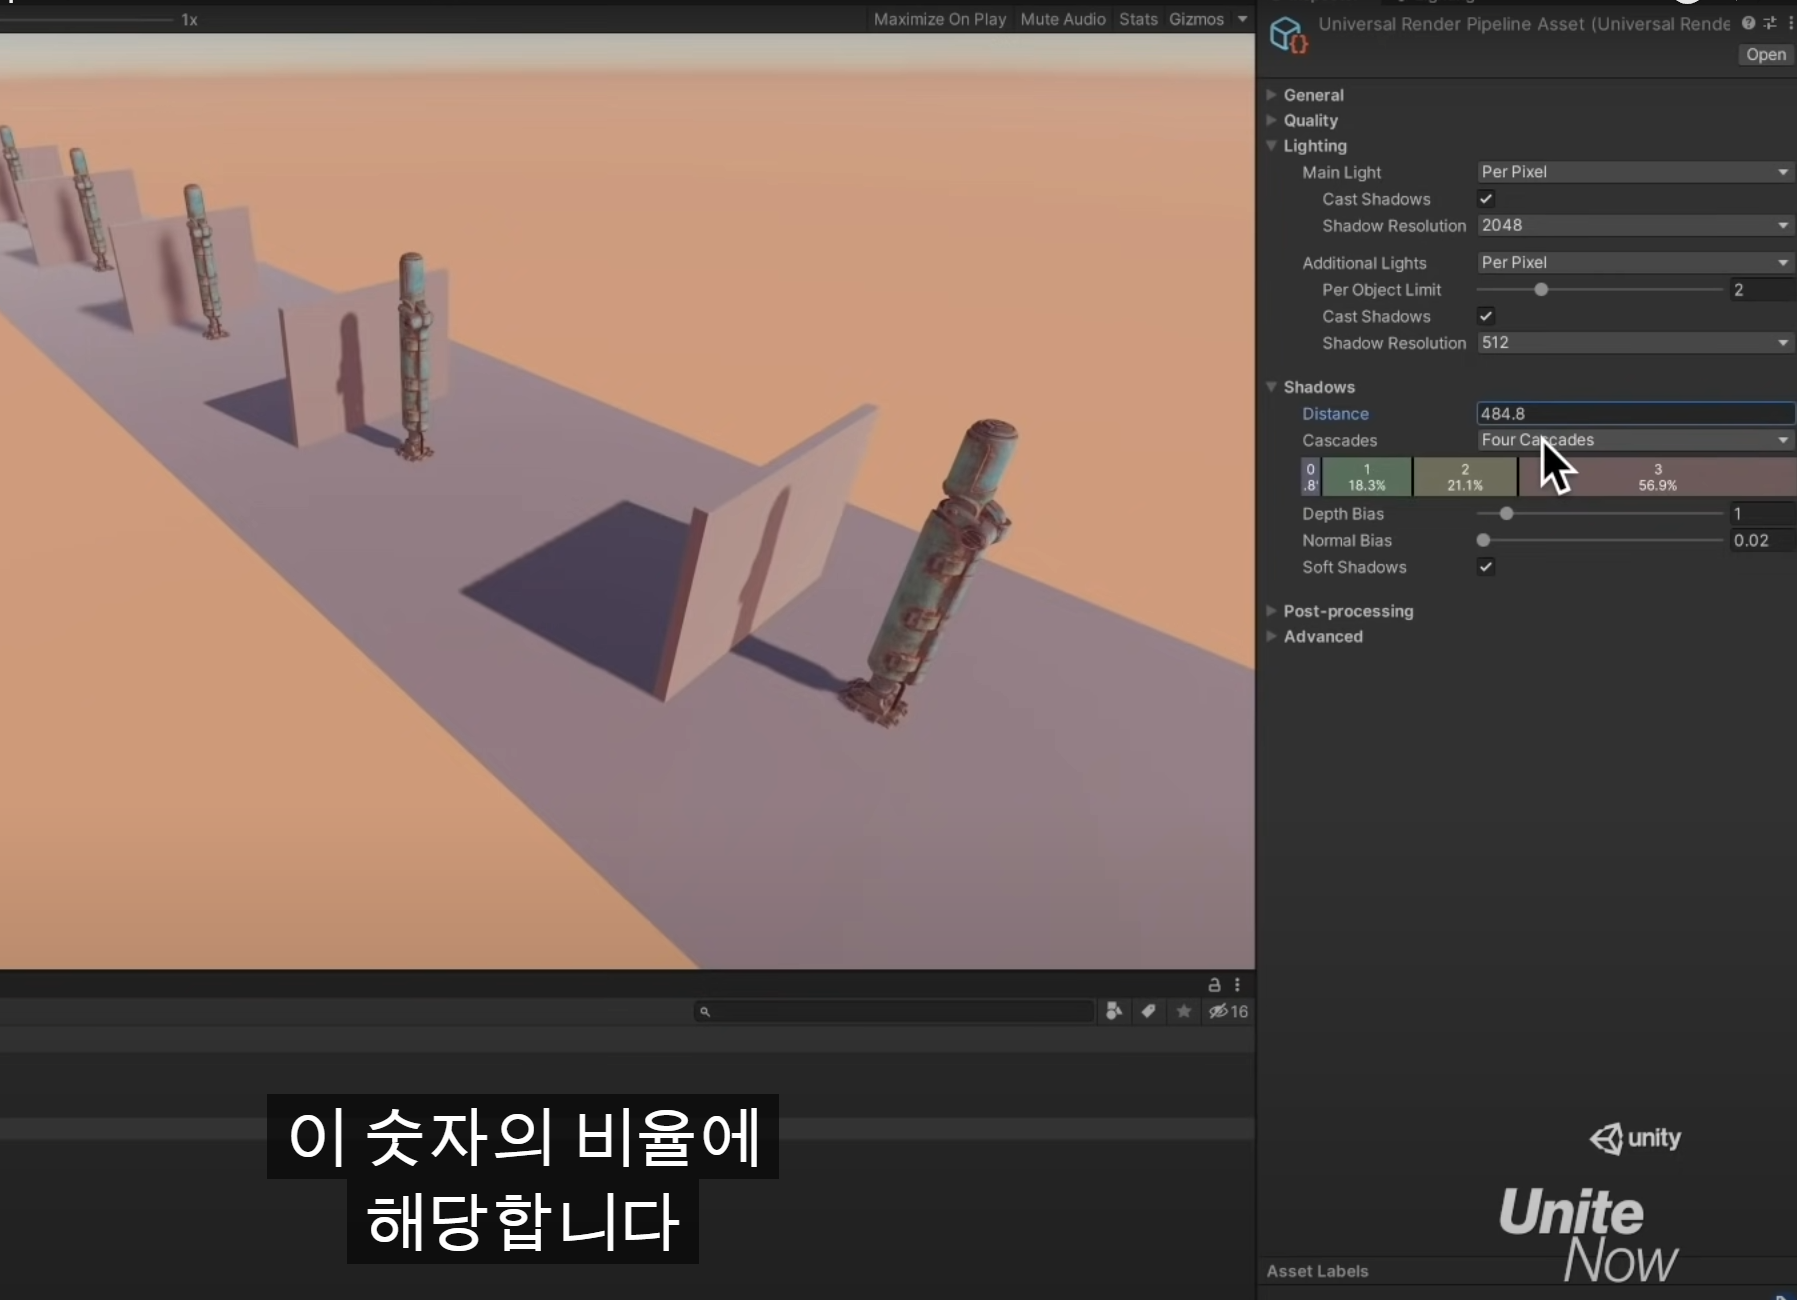 1x
Maximize On Play Mute Audio Stats Gizmos
Universal Render Pipeline Asset (Universal Rende
Open
General
Quality
Lighting
Main Light Per Pixel
Cast Shadows
Shadow Resolution 2048
Additional Lights Per Pixel
Per Object Limit 2
Cast Shadows
Shadow Resolution 512
Shadows
Distance 484.8
Cascades Four Cascades
0 1 2 3
.8' 18.3% 21.1% 56.9%
Depth Bias 1
Normal Bias 0.02
Soft Shadows
Post-processing
Advanced
16
이 숫자의 비율에
해당합니다
unity
Unite
Now
Asset Labels